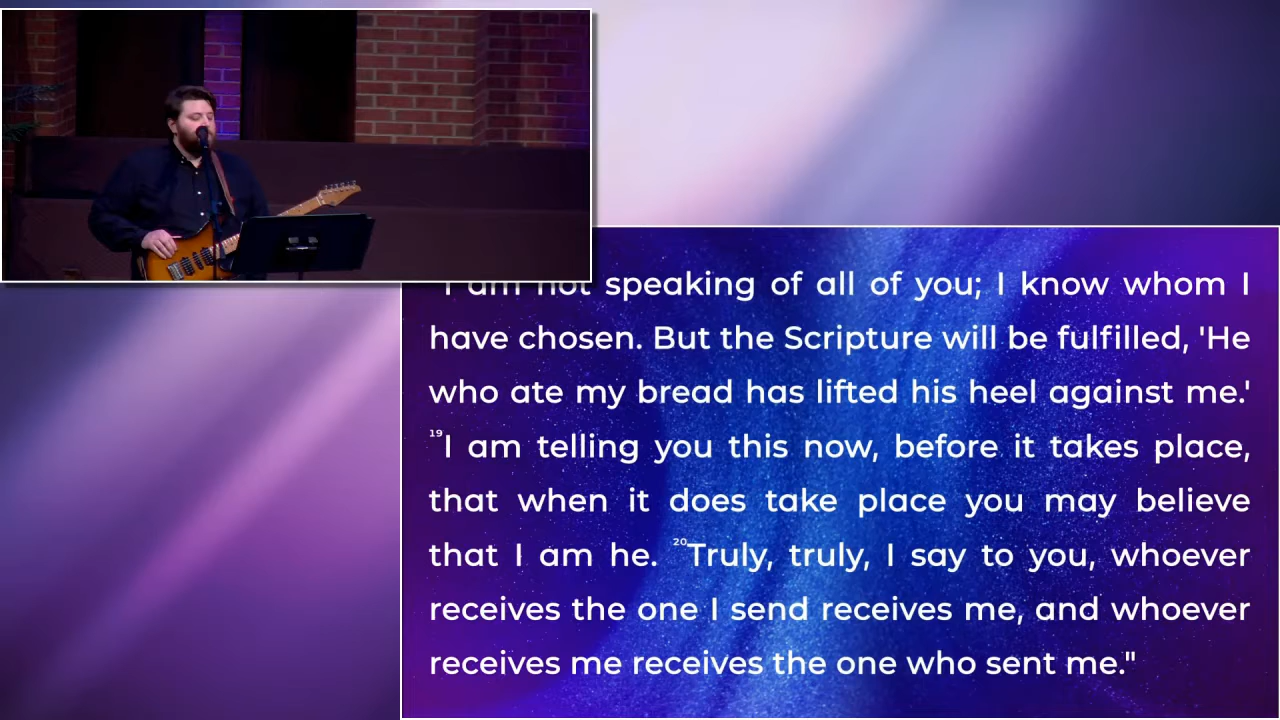 I am not speaking of all of you; I know whom I
have chosen. But the Scripture will be fulfilled, 'He
who ate my bread has lifted his heel against me.'
¹⁹I am telling you this now, before it takes place,
that when it does take place you may believe
that I am he. ²⁰Truly, truly, I say to you, whoever
receives the one I send receives me, and whoever
receives me receives the one who sent me."